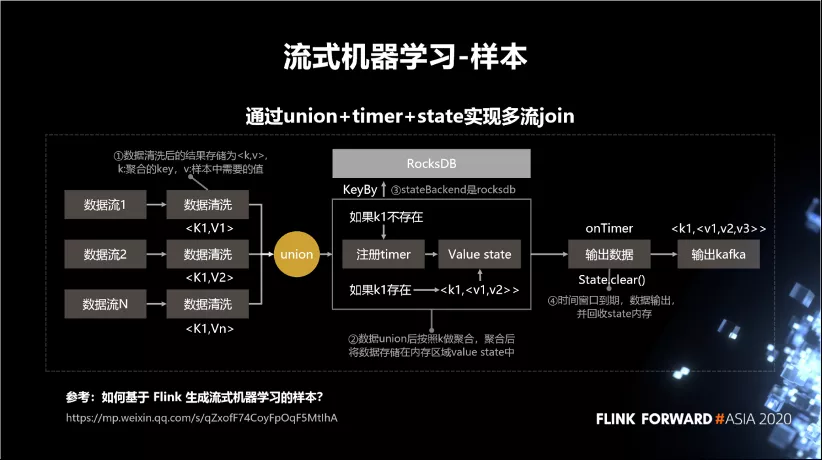 流式机器学习-样本
通过union+timer+state实现多流join
①数据清洗后的结果存储为<k,v>,
k:聚合的key，v:样本中需要的值
RocksDB
KeyBy
③stateBackend是rocksdb
数据流1
数据清洗
<K1,V1>
数据流2
数据清洗
<K1,V2>
数据流N
数据清洗
<K1,Vn>
union
如果k1不存在
注册timer
Value state
如果k1存在
<k1,<v1,v2>>
②数据union后按照k做聚合，聚合后
将数据存储在内存区域value state中
onTimer
输出数据
State.clear()
④时间窗口到期，数据输出，
并回收state内存
<k1,<v1,v2,v3>>
输出kafka
参考：如何基于 Flink 生成流式机器学习的样本?
https://mp.weixin.qq.com/s/qZxofF74CoyFpOqF5MtIhA
FLINK FORWARD #ASIA 2020